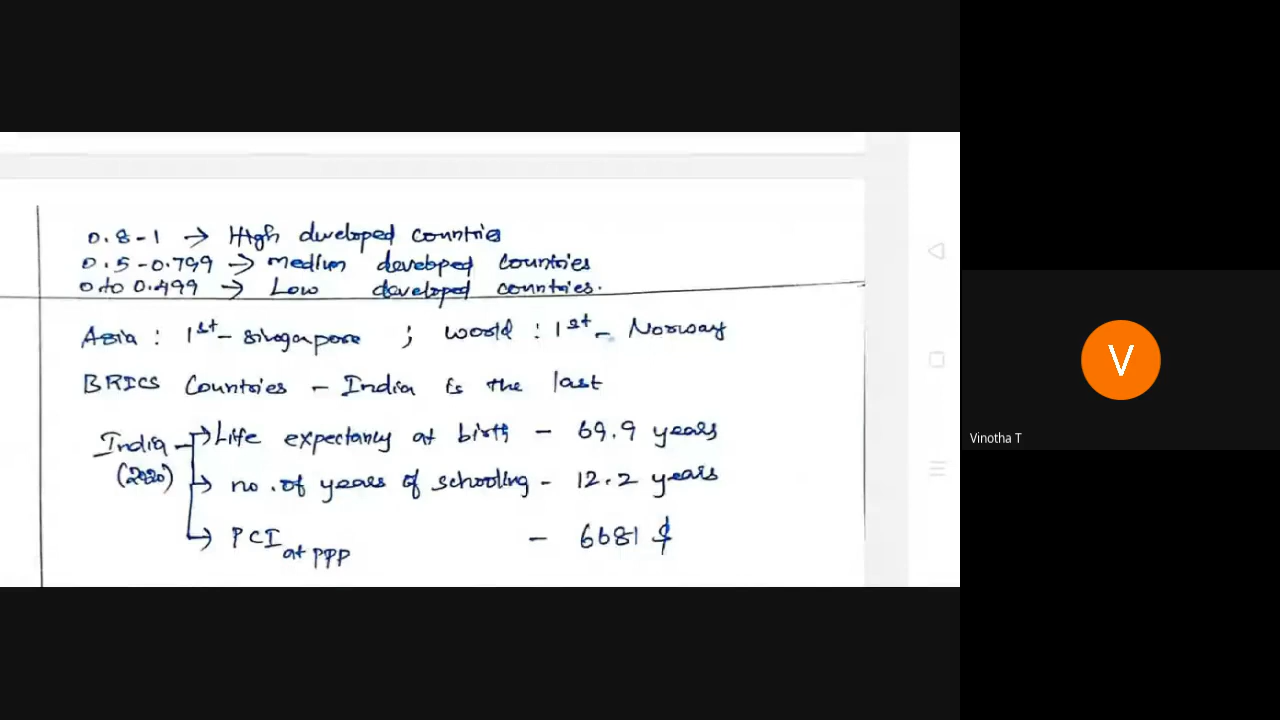 0.8-1 → High developed countries
0.5-0.799 → medium developed countries
0 to 0.499 → Low developed countries.
Asia : 1st - Singapore ; world : 1st - Norway
BRICS Countries - India is the last
India (2020) → Life expectancy at birth - 69.9 years
→ no. of years of schooling - 12.2 years
→ PCI at PPP - 6681 $
V
Vinotha T